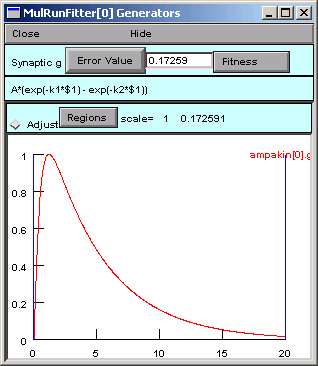 MulRunFitter[0] Generators
Close Hide
Synaptic g Error Value 0.17259 Fitness
A*(exp(-k1*$1) - exp(-k2*$1))
Adjust Regions scale= 1 0.172591
1 ampakin[0].g
0.8
0.6
0.4
0.2
0
0 5 10 15 20